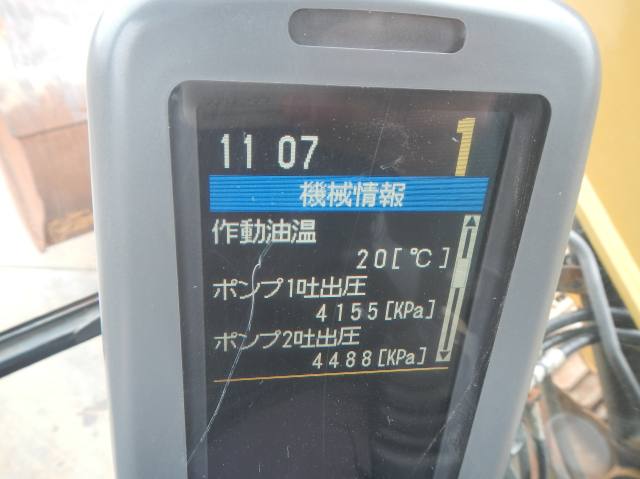 11 07
1
機械情報
作動油温
20[℃]
ポンプ1吐出圧
4155[KPa]
ポンプ2吐出圧
4488[KPa]